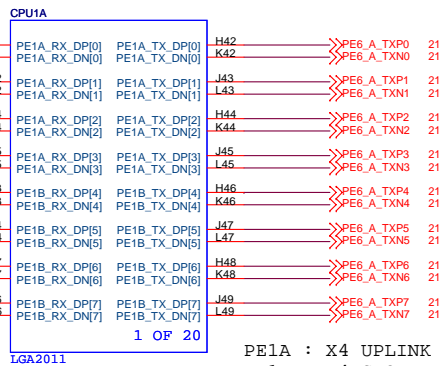 CPU1A
PE1A_RX_DP[0] PE1A_TX_DP[0] H42 PE6_A_TXP0 21
PE1A_RX_DN[0] PE1A_TX_DN[0] K42 PE6_A_TXN0 21
PE1A_RX_DP[1] PE1A_TX_DP[1] J43 PE6_A_TXP1 21
PE1A_RX_DN[1] PE1A_TX_DN[1] L43 PE6_A_TXN1 21
PE1A_RX_DP[2] PE1A_TX_DP[2] H44 PE6_A_TXP2 21
PE1A_RX_DN[2] PE1A_TX_DN[2] K44 PE6_A_TXN2 21
PE1A_RX_DP[3] PE1A_TX_DP[3] J45 PE6_A_TXP3 21
PE1A_RX_DN[3] PE1A_TX_DN[3] L45 PE6_A_TXN3 21
PE1B_RX_DP[4] PE1B_TX_DP[4] H46 PE6_A_TXP4 21
PE1B_RX_DN[4] PE1B_TX_DN[4] K46 PE6_A_TXN4 21
PE1B_RX_DP[5] PE1B_TX_DP[5] J47 PE6_A_TXP5 21
PE1B_RX_DN[5] PE1B_TX_DN[5] L47 PE6_A_TXN5 21
PE1B_RX_DP[6] PE1B_TX_DP[6] H48 PE6_A_TXP6 21
PE1B_RX_DN[6] PE1B_TX_DN[6] K48 PE6_A_TXN6 21
PE1B_RX_DP[7] PE1B_TX_DP[7] J49 PE6_A_TXP7 21
PE1B_RX_DN[7] PE1B_TX_DN[7] L49 PE6_A_TXN7 21
1 OF 20
LGA2011
PE1A : X4 UPLINK